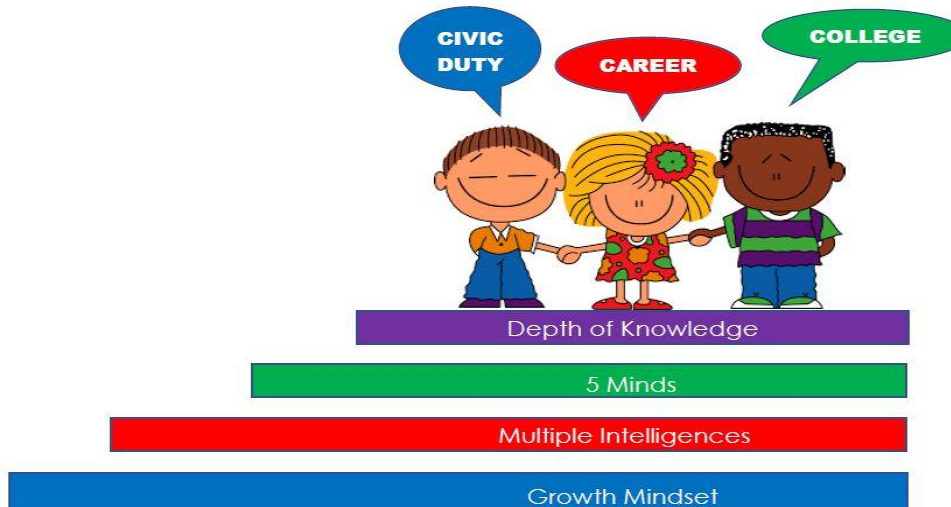 CIVIC
DUTY
CAREER
COLLEGE
Depth of Knowledge
5 Minds
Multiple Intelligences
Growth Mindset